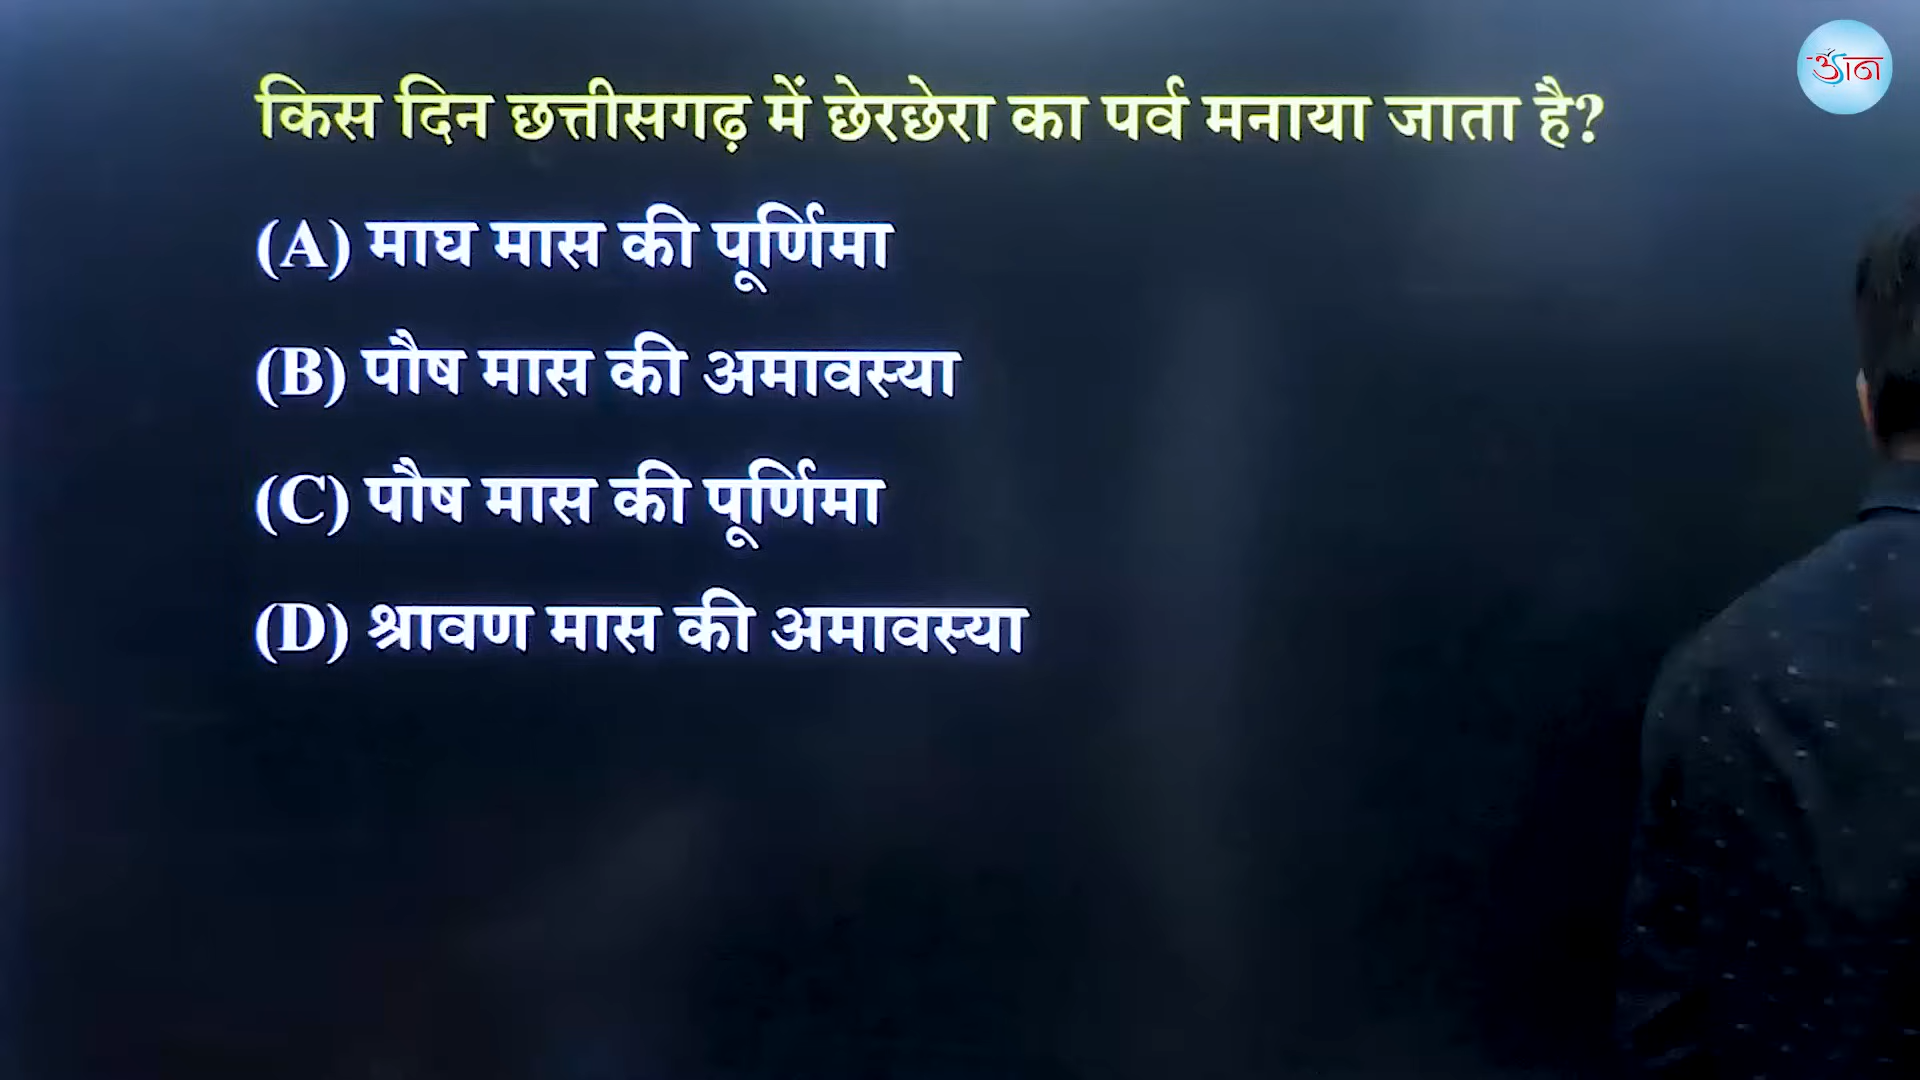 किस दिन छत्तीसगढ़ में छेरछेरा का पर्व मनाया जाता है?
(A) माघ मास की पूर्णिमा
(B) पौष मास की अमावस्या
(C) पौष मास की पूर्णिमा
(D) श्रावण मास की अमावस्या